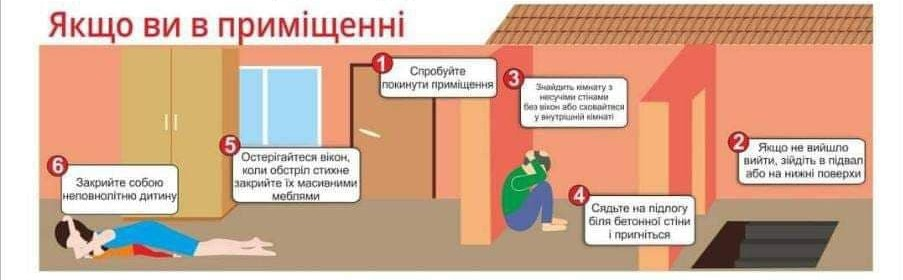 Якщо ви в приміщенні
1
Спробуйте
покинути приміщення
2
Якщо не вийшло
вийти, зійдіть в підвал
або на нижні поверхи
3
Знайдить кімнату з
несучіми стінами
без вікон або сховайтеся
у внутрішній кімнаті
4
Сядьте на підлогу
біля бетонної стіни
і пригніться
5
Остерігайтеся вікон,
коли обстріл стихне
закрийте їх масивними
меблями
6
Закрийте собою
неповнолітню дитину